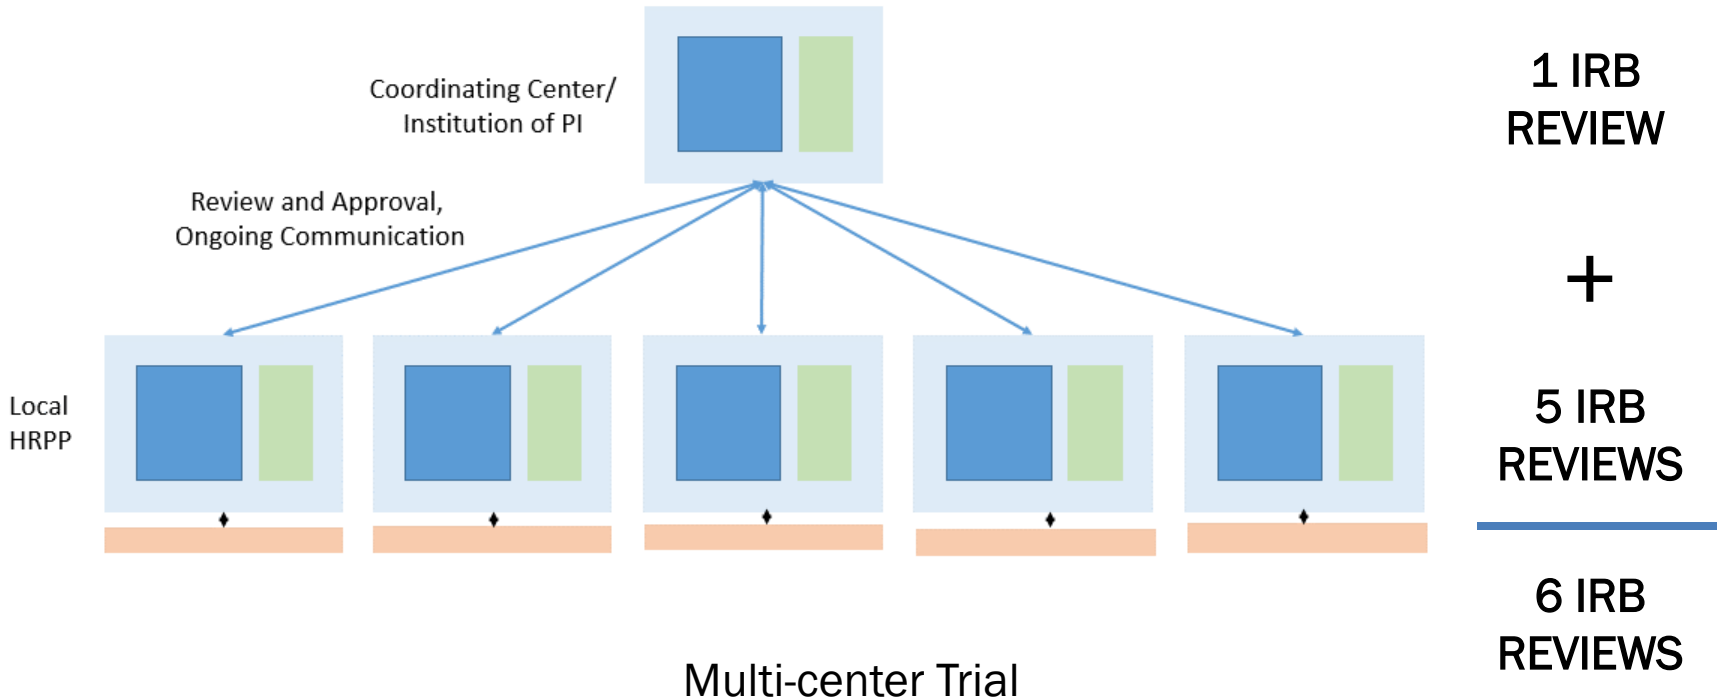 Coordinating Center/
Institution of PI
1 IRB
REVIEW
Review and Approval,
Ongoing Communication
+
Local
HRPP
5 IRB
REVIEWS
6 IRB
REVIEWS
Multi-center Trial